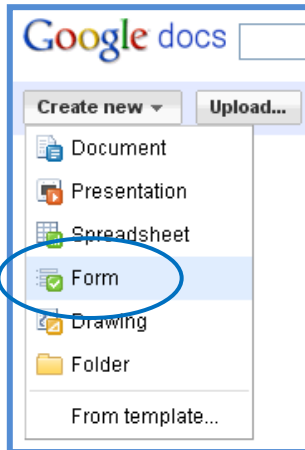 Google docs
Create new Upload...
Document
Presentation
Spreadsheet
Form
Drawing
Folder
From template...